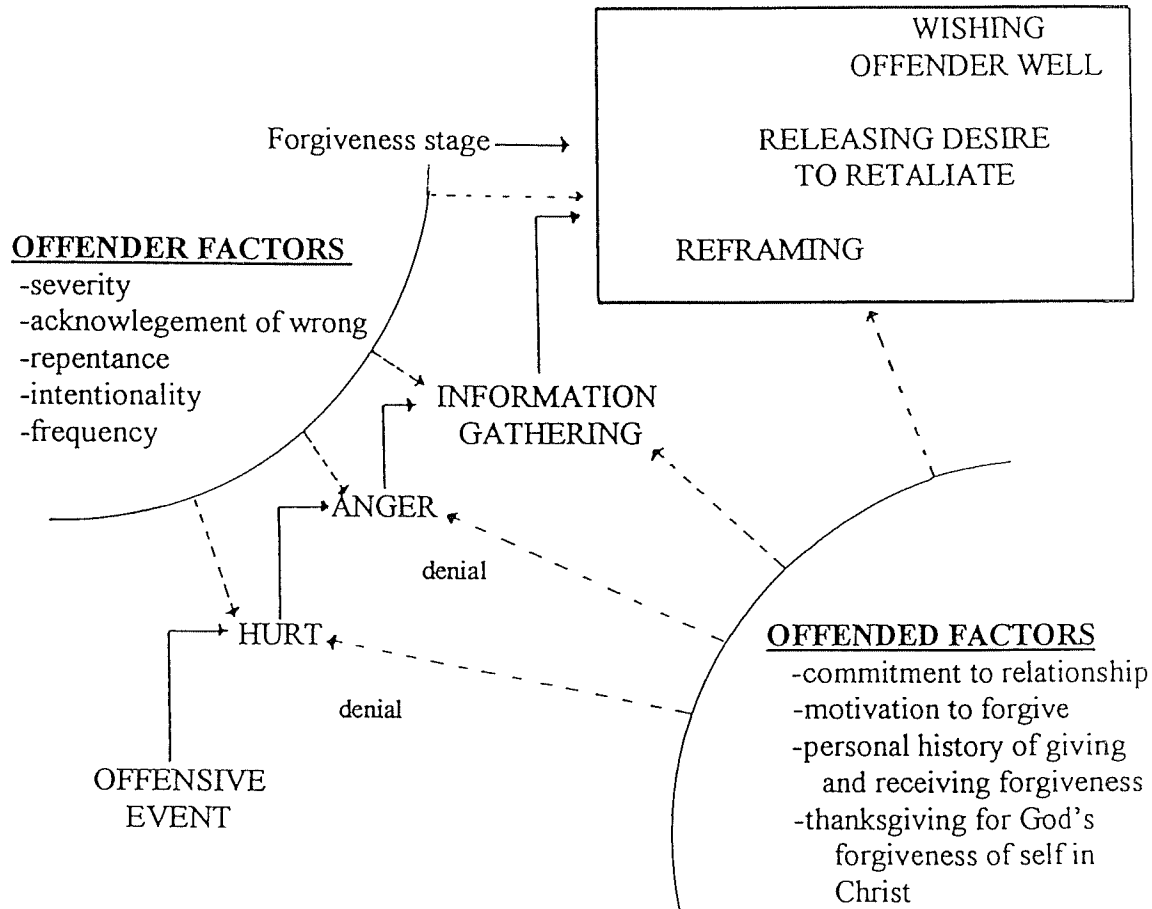 WISHING
OFFENDER WELL
Forgiveness stage
RELEASING DESIRE
TO RETALIATE
REFRAMING
OFFENDER FACTORS
-severity
-acknowlegement of wrong
-repentance
-intentionality
-frequency
INFORMATION
GATHERING
ANGER
denial
HURT
denial
OFFENSIVE
EVENT
OFFENDED FACTORS
-commitment to relationship
-motivation to forgive
-personal history of giving
and receiving forgiveness
-thanksgiving for God's
forgiveness of self in
Christ